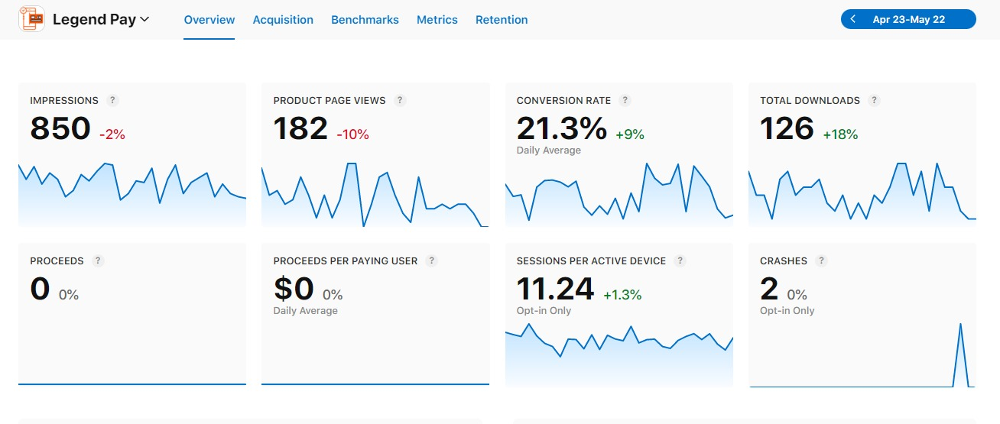 Legend Pay
Overview Acquisition Benchmarks Metrics Retention
Apr 23-May 22
IMPRESSIONS ?
850 -2%
PRODUCT PAGE VIEWS ?
182 -10%
CONVERSION RATE ?
21.3% +9%
Daily Average
TOTAL DOWNLOADS ?
126 +18%
PROCEEDS ?
0 0%
PROCEEDS PER PAYING USER ?
$0 0%
Daily Average
SESSIONS PER ACTIVE DEVICE ?
11.24 +1.3%
Opt-in Only
CRASHES ?
2 0%
Opt-in Only